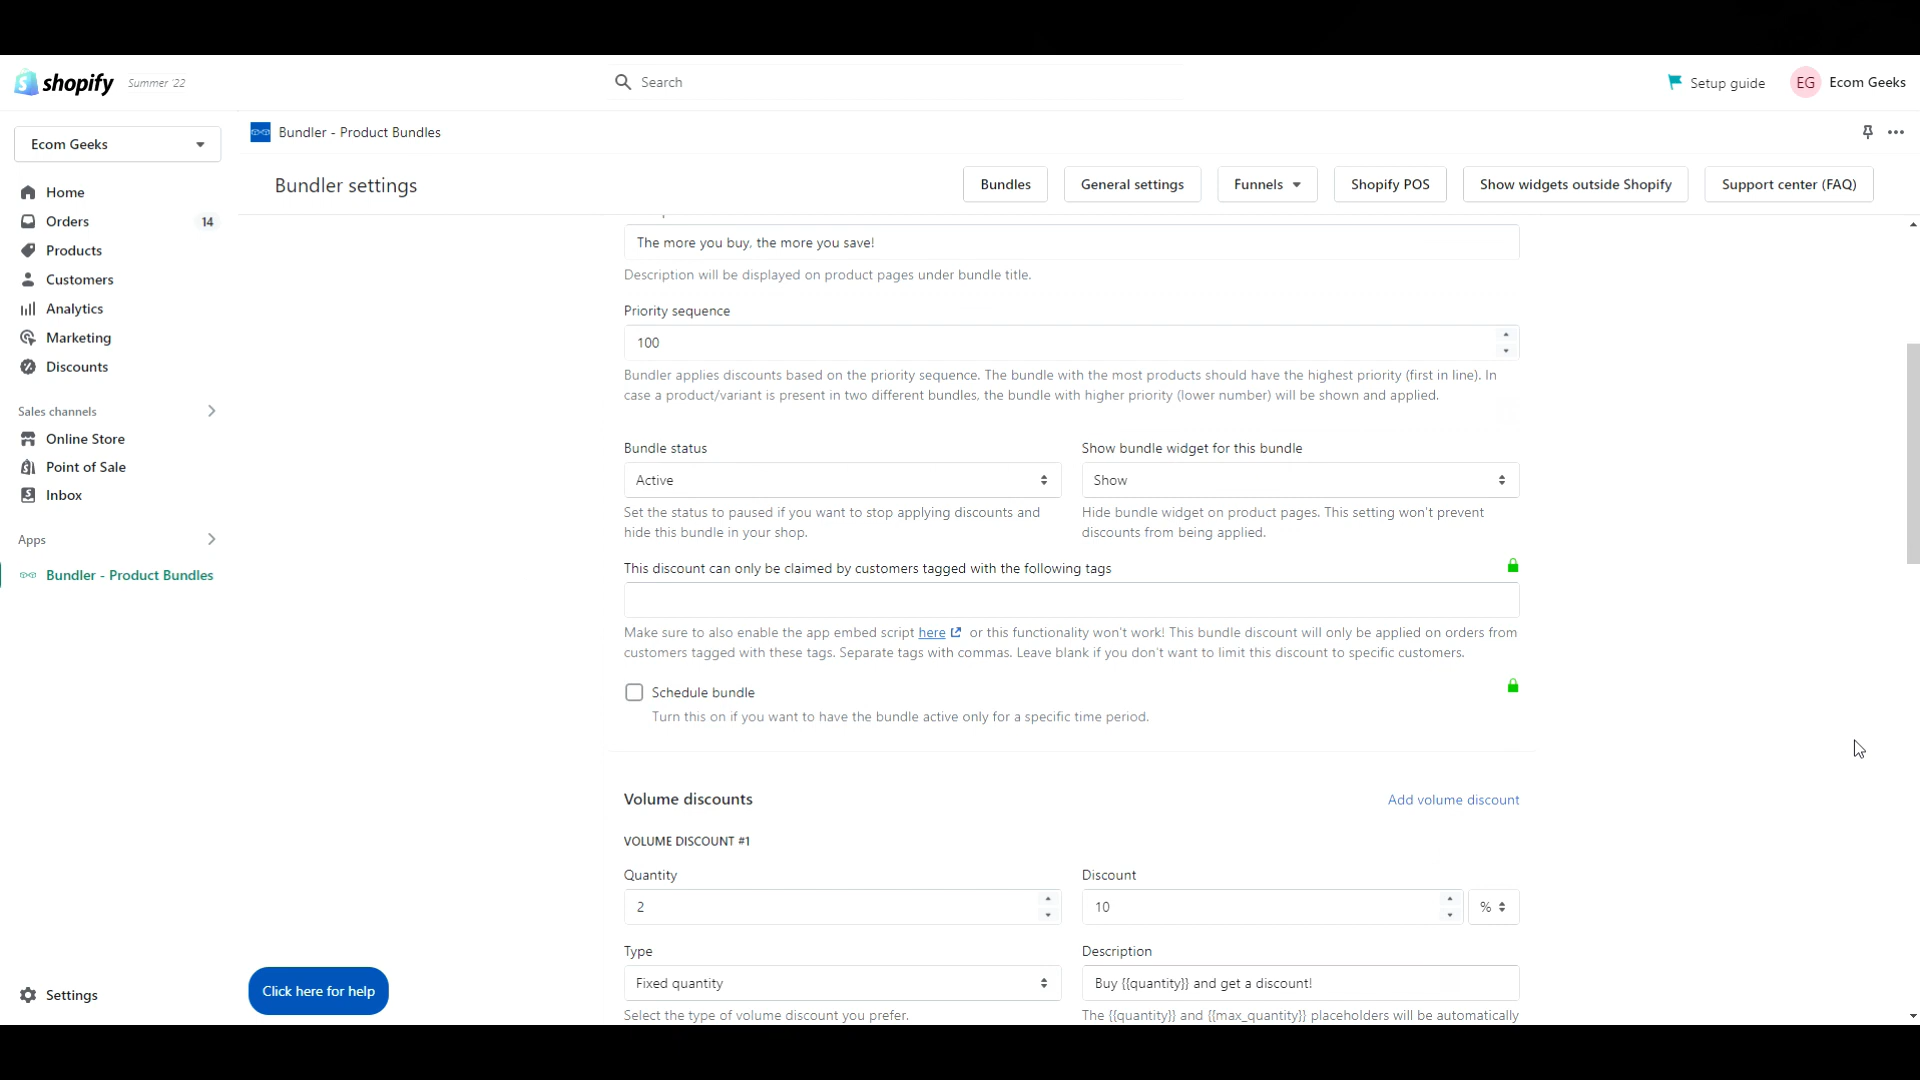 shopify Summer '22
Search
Setup guide
EG Ecom Geeks
Ecom Geeks
Bundler - Product Bundles
Bundler settings
Bundles
General settings
Funnels
Shopify POS
Show widgets outside Shopify
Support center (FAQ)
Home
Orders 14
Products
Customers
Analytics
Marketing
Discounts
Sales channels
Online Store
Point of Sale
Inbox
Apps
Bundler - Product Bundles
Settings
Click here for help
The more you buy, the more you save!
Description will be displayed on product pages under bundle title.
Priority sequence
100
Bundler applies discounts based on the priority sequence. The bundle with the most products should have the highest priority (first in line). In
case a product/variant is present in two different bundles, the bundle with higher priority (lower number) will be shown and applied.
Bundle status
Active
Set the status to paused if you want to stop applying discounts and
hide this bundle in your shop.
Show bundle widget for this bundle
Show
Hide bundle widget on product pages. This setting won't prevent
discounts from being applied.
This discount can only be claimed by customers tagged with the following tags
Make sure to also enable the app embed script here or this functionality won't work! This bundle discount will only be applied on orders from
customers tagged with these tags. Separate tags with commas. Leave blank if you don't want to limit this discount to specific customers.
Schedule bundle
Turn this on if you want to have the bundle active only for a specific time period.
Volume discounts
Add volume discount
VOLUME DISCOUNT #1
Quantity
2
Discount
10 %
Type
Fixed quantity
Select the type of volume discount you prefer.
Description
Buy {{quantity}} and get a discount!
The {{quantity}} and {{max_quantity}} placeholders will be automatically